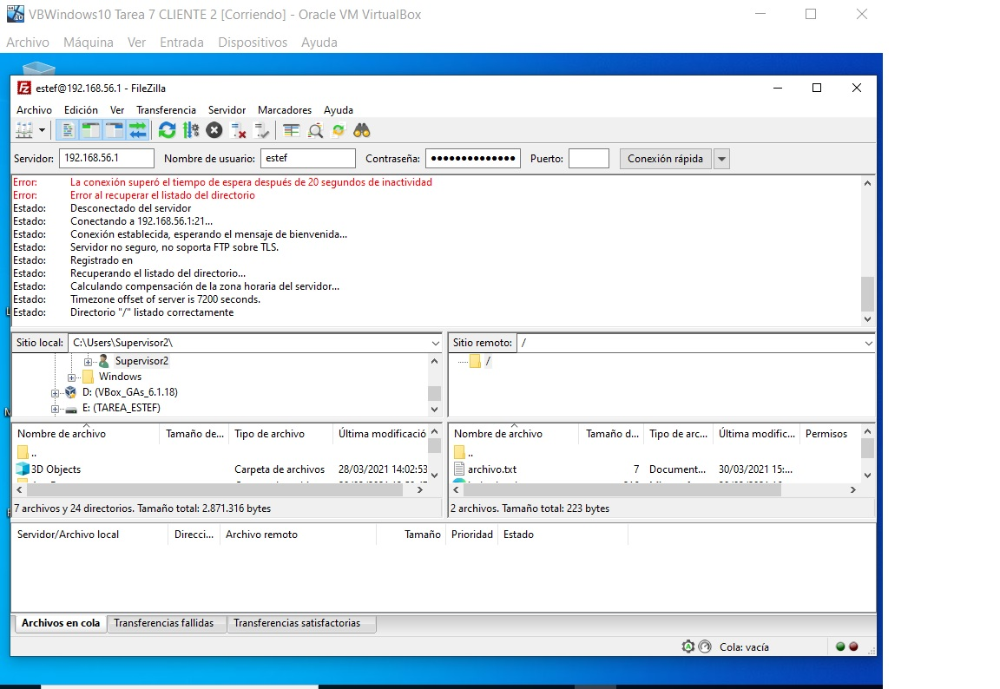 VBWindows10 Tarea 7 CLIENTE 2 [Corriendo] - Oracle VM VirtualBox
Archivo Máquina Ver Entrada Dispositivos Ayuda
estef@192.168.56.1 - FileZilla
Archivo Edición Ver Transferencia Servidor Marcadores Ayuda
Servidor: 192.168.56.1 Nombre de usuario: estef Contraseña: ●●●●●●●●●●●●●● Puerto: Conexión rápida
Error: La conexión superó el tiempo de espera después de 20 segundos de inactividad
Error: Error al recuperar el listado del directorio
Estado: Desconectado del servidor
Estado: Conectando a 192.168.56.1:21...
Estado: Conexión establecida, esperando el mensaje de bienvenida...
Estado: Servidor no seguro, no soporta FTP sobre TLS.
Estado: Registrado en
Estado: Recuperando el listado del directorio...
Estado: Calculando compensación de la zona horaria del servidor...
Estado: Timezone offset of server is 7200 seconds.
Estado: Directorio "/" listado correctamente
Sitio local: C:\Users\Supervisor2\
Supervisor2
Windows
D: (VBox_GAs_6.1.18)
E: (TAREA_ESTEF)
Sitio remoto: /
/
Nombre de archivo Tamaño de... Tipo de archivo Última modificació
..
3D Objects Carpeta de archivos 28/03/2021 14:02:53
7 archivos y 24 directorios. Tamaño total: 2.871.316 bytes
Nombre de archivo Tamaño d... Tipo de arc... Última modific... Permisos
..
archivo.txt 7 Document... 30/03/2021 15:...
2 archivos. Tamaño total: 223 bytes
Servidor/Archivo local Direcci... Archivo remoto Tamaño Prioridad Estado
Archivos en cola Transferencias fallidas Transferencias satisfactorias
Cola: vacía